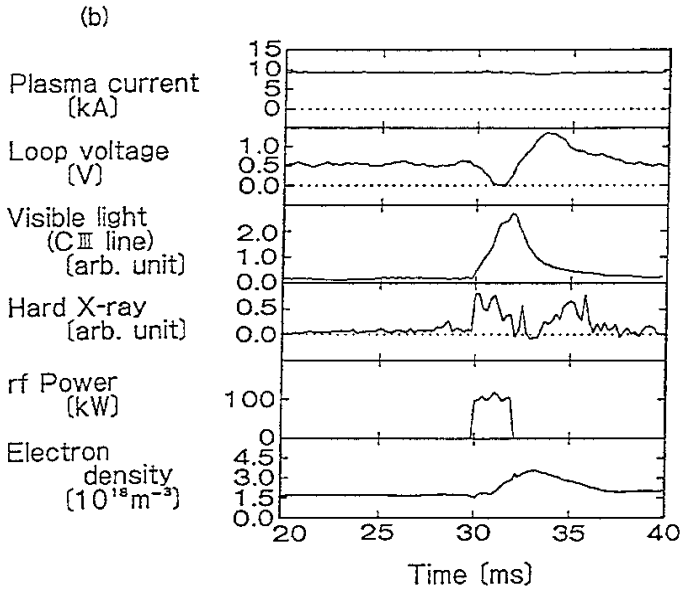 (b)
Plasma current
[kA]
15
10
5
0
Loop voltage
[V]
1.0
0.5
0.0
Visible light
(CⅢ line)
[arb. unit]
2.0
1.0
0.0
Hard X-ray
[arb. unit]
0.5
0.0
rf Power
[kW]
100
0
Electron
density
[10¹⁸m⁻³]
4.5
3.0
1.5
0.0
20 25 30 35 40
Time [ms]